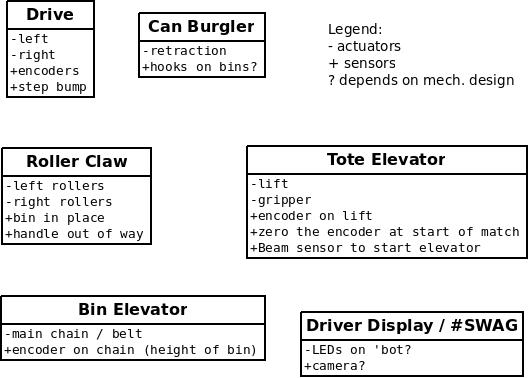 Drive
-left
-right
+encoders
+step bump
Can Burgler
-retraction
+hooks on bins?
Legend:
- actuators
+ sensors
? depends on mech. design
Roller Claw
-left rollers
-right rollers
+bin in place
+handle out of way
Tote Elevator
-lift
-gripper
+encoder on lift
+zero the encoder at start of match
+Beam sensor to start elevator
Bin Elevator
-main chain / belt
+encoder on chain (height of bin)
Driver Display / #SWAG
-LEDs on 'bot?
+camera?